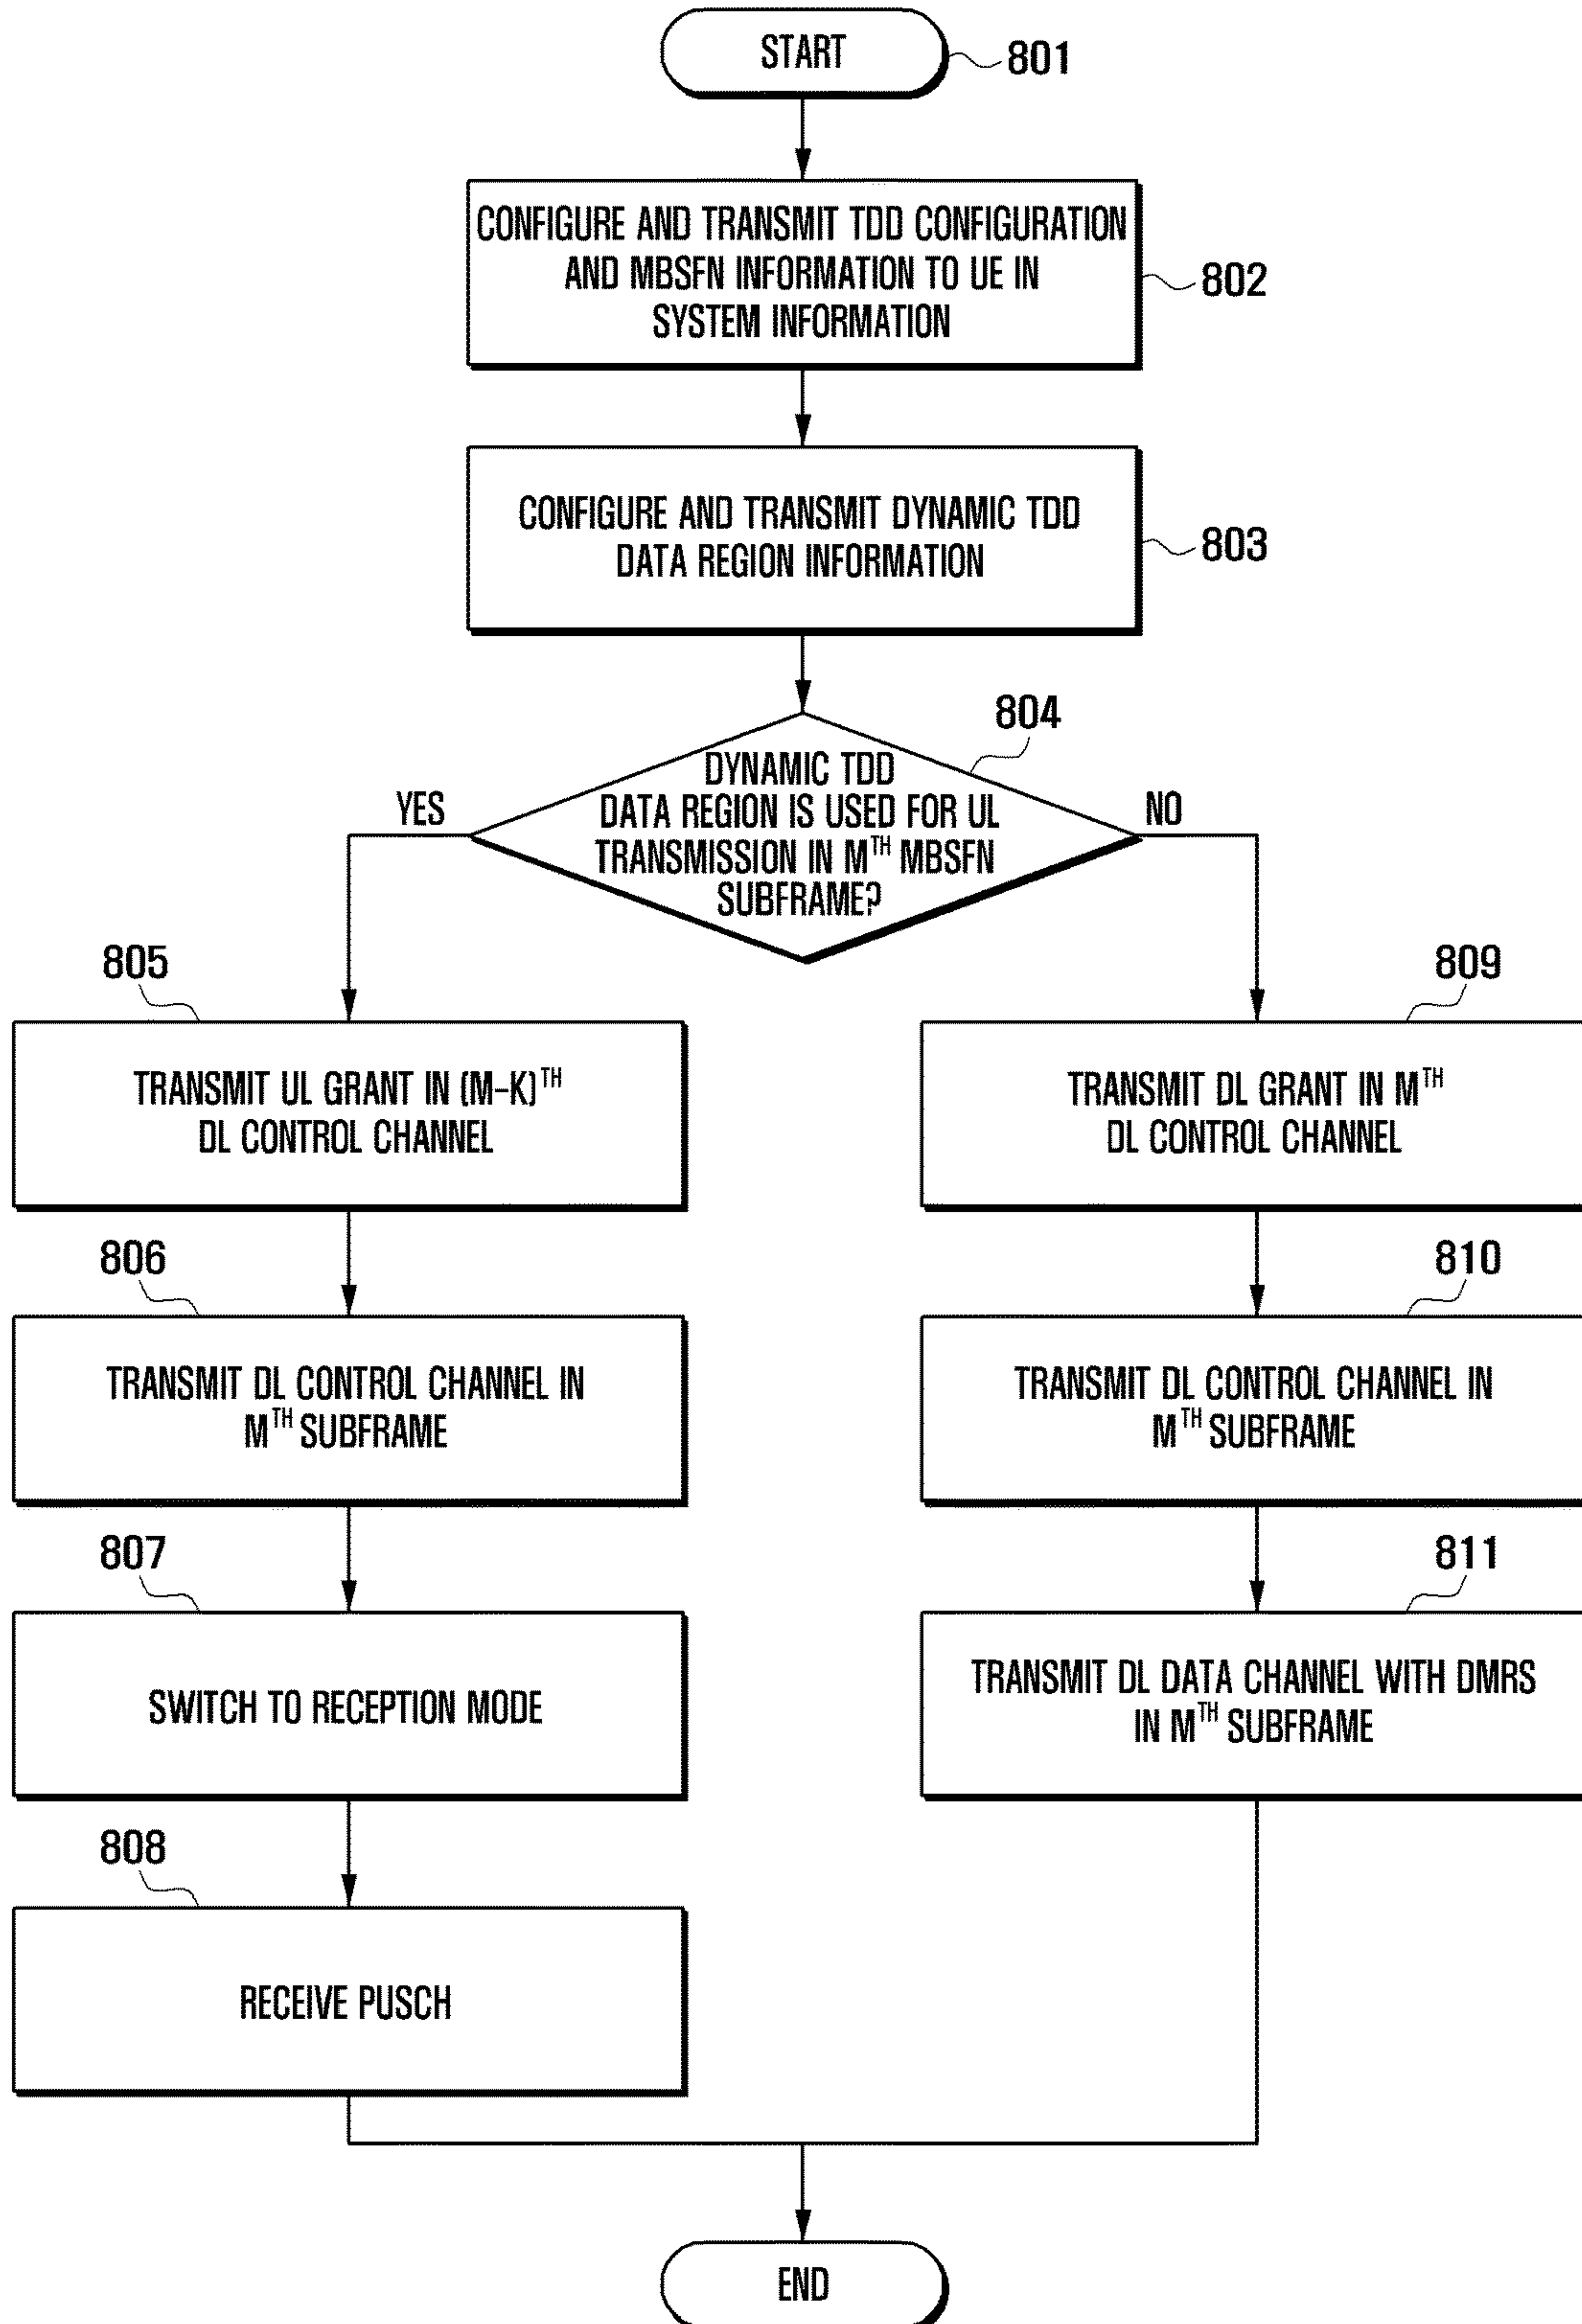 START
801
CONFIGURE AND TRANSMIT TDD CONFIGURATION
AND MBSFN INFORMATION TO UE IN
SYSTEM INFORMATION
802
CONFIGURE AND TRANSMIT DYNAMIC TDD
DATA REGION INFORMATION
803
804
DYNAMIC TDD
DATA REGION IS USED FOR UL
TRANSMISSION IN MTH MBSFN
SUBFRAME?
YES
NO
805
TRANSMIT UL GRANT IN (M-K)TH
DL CONTROL CHANNEL
806
TRANSMIT DL CONTROL CHANNEL IN
MTH SUBFRAME
807
SWITCH TO RECEPTION MODE
808
RECEIVE PUSCH
809
TRANSMIT DL GRANT IN MTH
DL CONTROL CHANNEL
810
TRANSMIT DL CONTROL CHANNEL IN
MTH SUBFRAME
811
TRANSMIT DL DATA CHANNEL WITH DMRS
IN MTH SUBFRAME
END